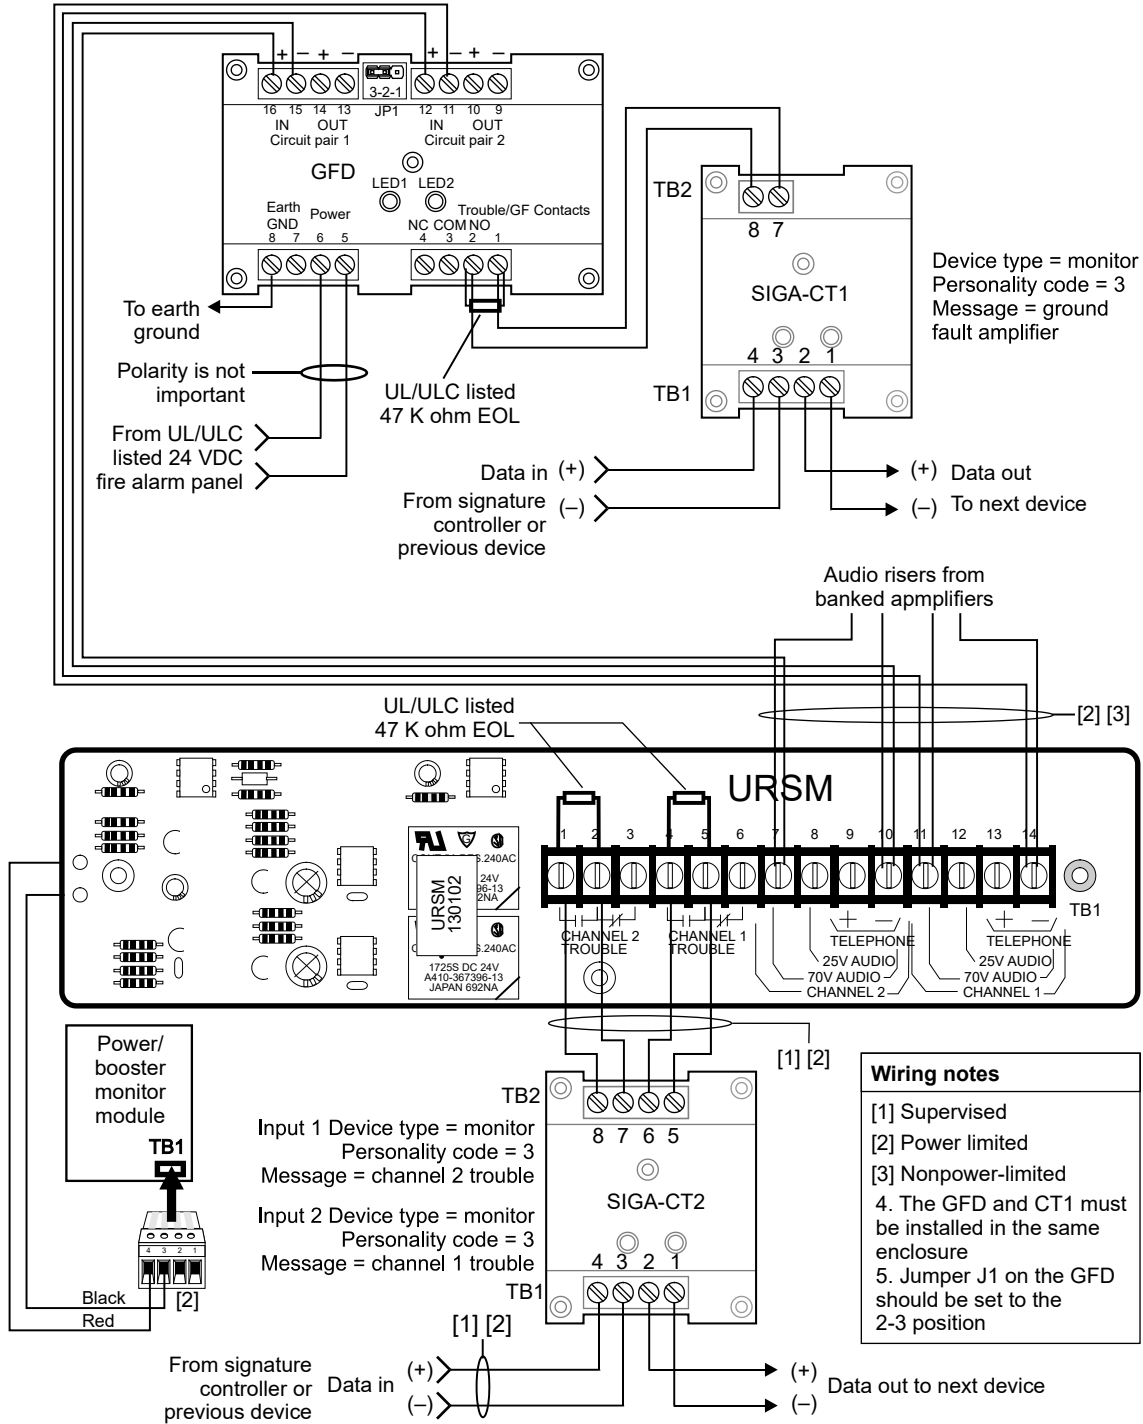 + – + –
+ – + –
3-2-1
JP1
16 15 14 13
IN OUT
Circuit pair 1
12 11 10 9
IN OUT
Circuit pair 2
GFD
LED1 LED2
Earth
GND
Power
8 7 6 5
Trouble/GF Contacts
NC COM NO
4 3 2 1
To earth
ground
Polarity is not
important
From UL/ULC
listed 24 VDC
fire alarm panel
UL/ULC listed
47 K ohm EOL
TB2
8 7
SIGA-CT1
4 3 2 1
TB1
Device type = monitor
Personality code = 3
Message = ground
fault amplifier
Data in (+)
From signature
controller or
previous device
(–)
(+) Data out
(–) To next device
Audio risers from
banked apmplifiers
[2] [3]
UL/ULC listed
47 K ohm EOL
URSM
1 2 3 4 5 6 7 8 9 10 11 12 13 14
TB1
S.240AC
24V
96-13
2NA
URSM
130102
S.240AC
1725S DC 24V
A410-367396-13
JAPAN 692NA
CHANNEL 2
TROUBLE
CHANNEL 1
TROUBLE
+ –
TELEPHONE
25V AUDIO
70V AUDIO
CHANNEL 2
+ –
TELEPHONE
25V AUDIO
70V AUDIO
CHANNEL 1
[1] [2]
Power/
booster
monitor
module
TB1
4 3 2 1
Black
Red
[2]
TB2
8 7 6 5
SIGA-CT2
4 3 2 1
TB1
Input 1 Device type = monitor
Personality code = 3
Message = channel 2 trouble
Input 2 Device type = monitor
Personality code = 3
Message = channel 1 trouble
[1] [2]
From signature
controller or
previous device
Data in
(+)
(–)
(+)
(–)
Data out to next device
Wiring notes
[1] Supervised
[2] Power limited
[3] Nonpower-limited
4. The GFD and CT1 must
be installed in the same
enclosure
5. Jumper J1 on the GFD
should be set to the
2-3 position